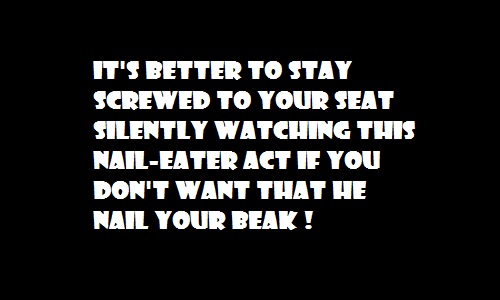 IT'S BETTER TO STAY
SCREWED TO YOUR SEAT
SILENTLY WATCHING THIS
NAIL-EATER ACT IF YOU
DON'T WANT THAT HE
NAIL YOUR BEAK !